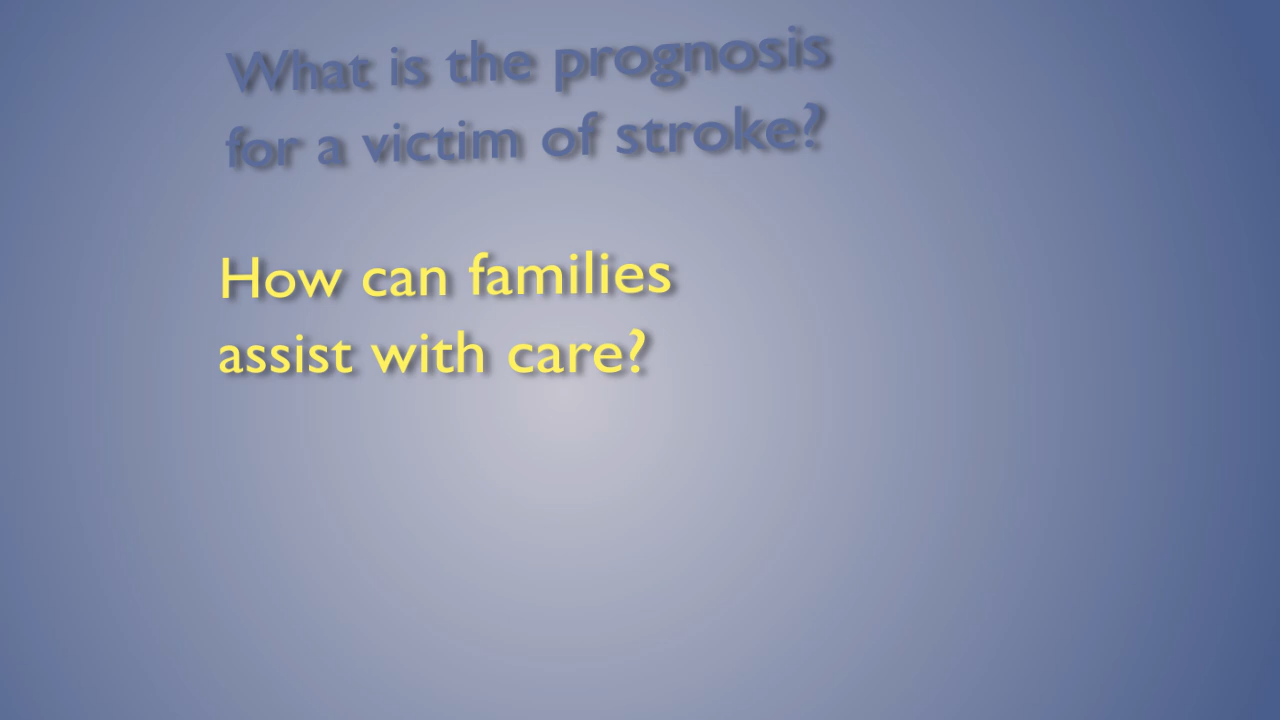 What is the prognosis
for a victim of stroke?
How can families
assist with care?